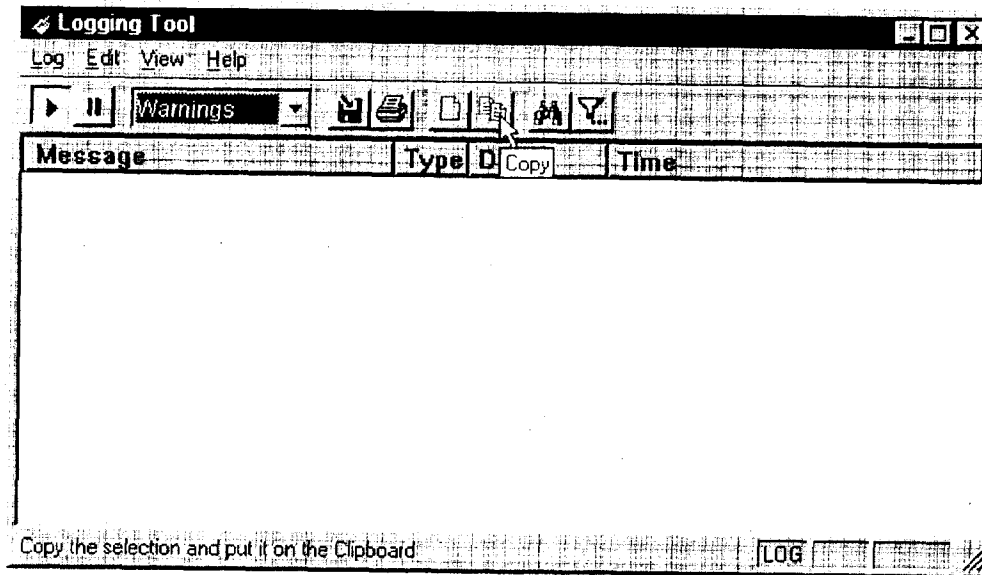 Logging Tool
Log Edit View Help
Warnings
Message Type D Time
Copy
Copy the selection and put it on the Clipboard
LOG